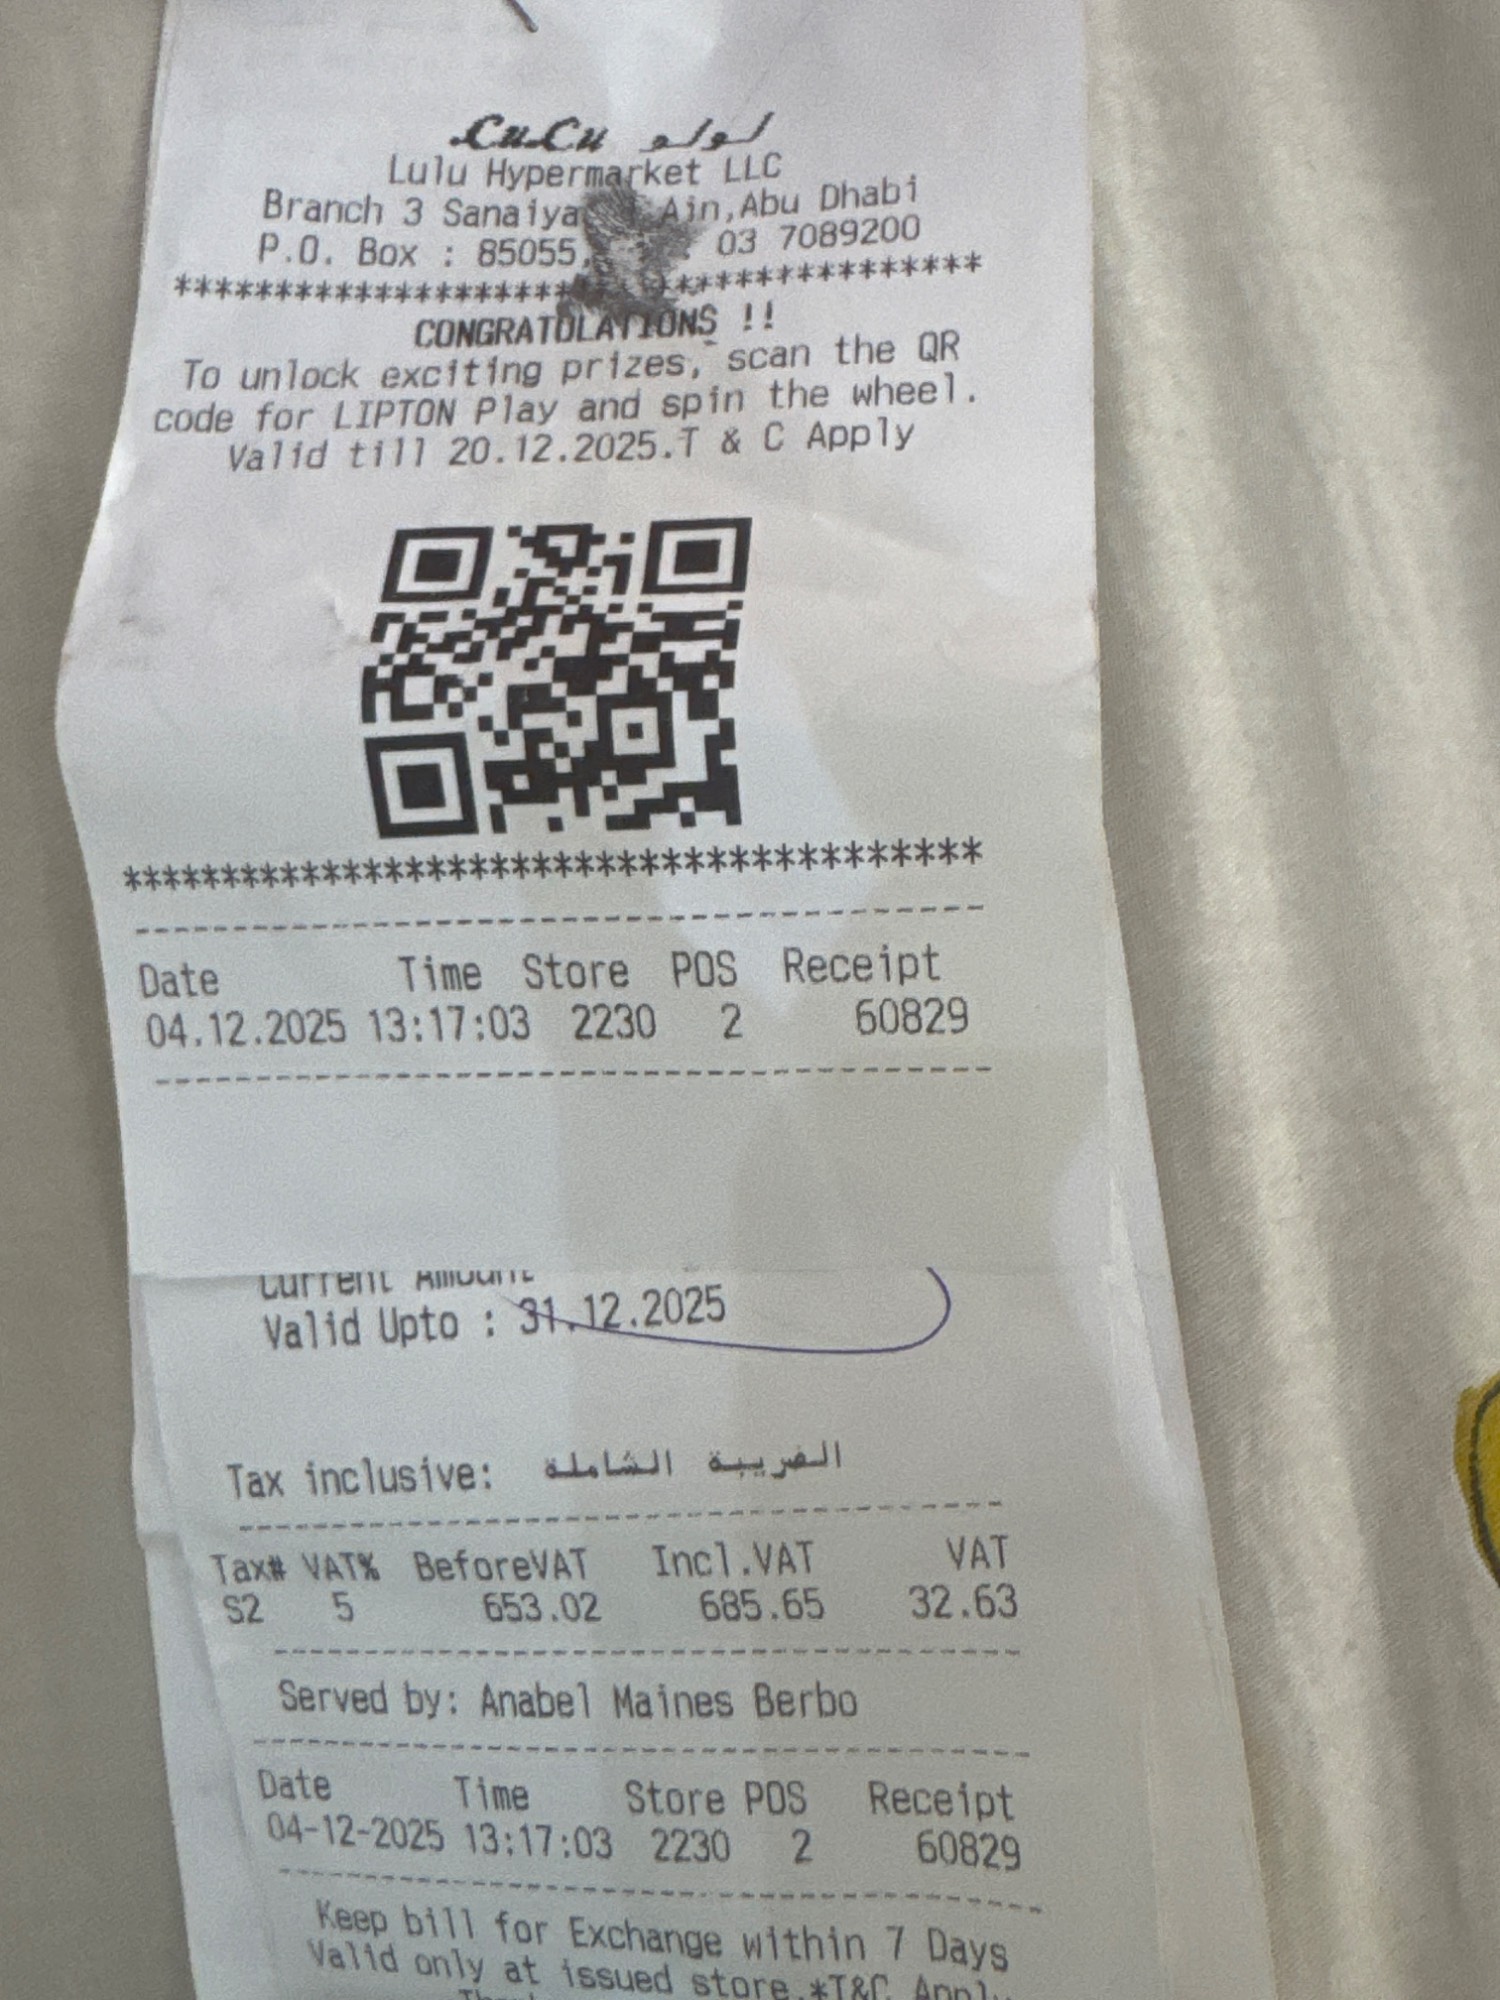 LuLu لولو
Lulu Hypermarket LLC
Branch 3 Sanaiya Ain,Abu Dhabi
P.O. Box : 85055, 03 7089200
****************************************
CONGRATULATIONS !!
To unlock exciting prizes, scan the QR
code for LIPTON Play and spin the wheel.
Valid till 20.12.2025.T & C Apply
****************************************
Date Time Store POS Receipt
04.12.2025 13:17:03 2230 2 60829
Current Amount
Valid Upto : 31.12.2025
Tax inclusive: الضريبة الشاملة
Tax# VAT% BeforeVAT Incl.VAT VAT
S2 5 653.02 685.65 32.63
Served by: Anabel Maines Berbo
Date Time Store POS Receipt
04-12-2025 13:17:03 2230 2 60829
Keep bill for Exchange within 7 Days
Valid only at issued store.*T&C Apply